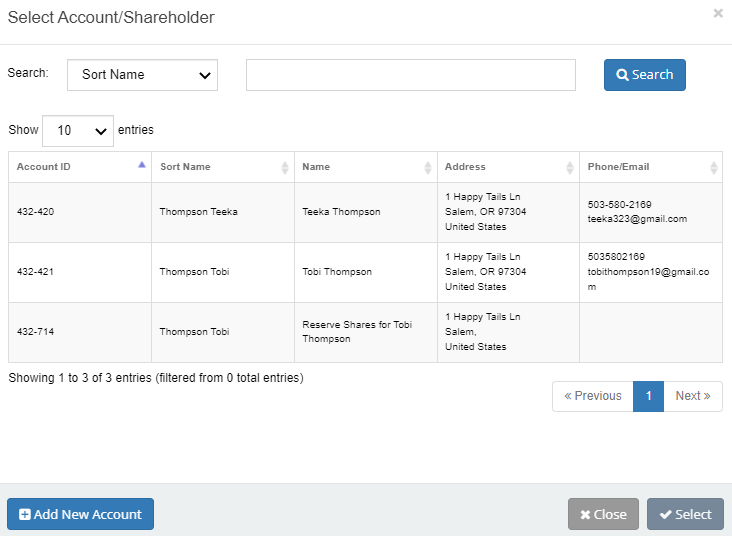 Select Account/Shareholder
×
Search: Sort Name Search
Show 10 entries
Account ID Sort Name Name Address Phone/Email
432-420 Thompson Teeka Teeka Thompson 1 Happy Tails Ln
Salem, OR 97304
United States
503-580-2169
teeka323@gmail.com
432-421 Thompson Tobi Tobi Thompson 1 Happy Tails Ln
Salem, OR 97304
United States
5035802169
tobithompson19@gmail.co
m
432-714 Thompson Tobi Reserve Shares for Tobi
Thompson
1 Happy Tails Ln
Salem,
United States
Showing 1 to 3 of 3 entries (filtered from 0 total entries)
« Previous 1 Next »
Add New Account Close Select